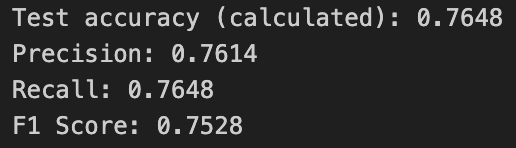 Test accuracy (calculated): 0.7648
Precision: 0.7614
Recall: 0.7648
F1 Score: 0.7528